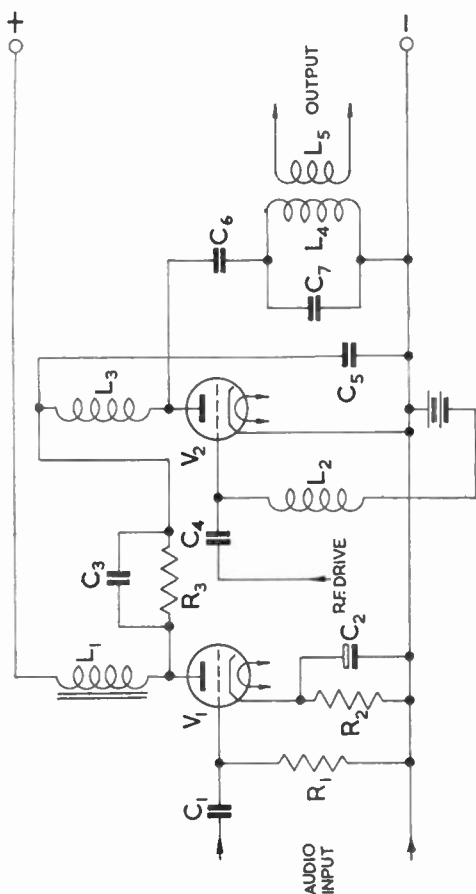 +
L₁
C₃
R₃
L₃
V₁
V₂
C₁
C₄
C₆
R₁
R₂
C₂
R.F. DRIVE
L₂
C₅
C₇
L₄
L₅
OUTPUT
AUDIO
INPUT
-